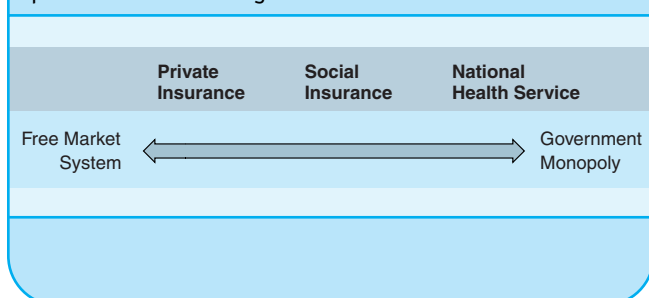 Private Social National
Insurance Insurance Health Service
Free Market Government
System Monopoly